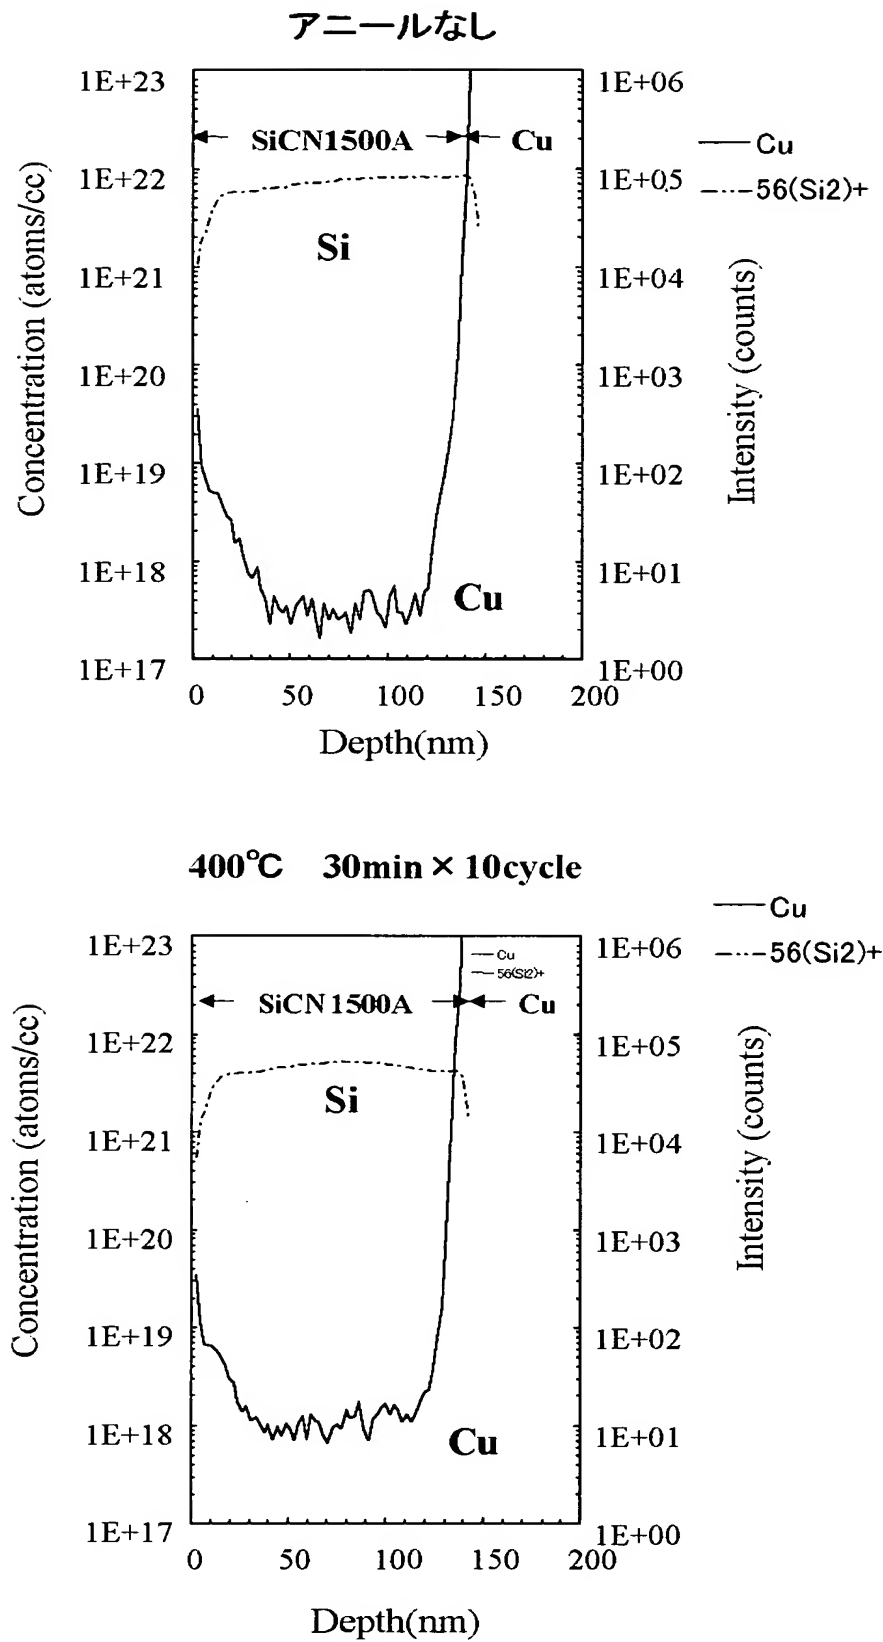 アニールなし
1E+23
1E+22
1E+21
1E+20
1E+19
1E+18
1E+17
Concentration (atoms/cc)
SiCN1500A
Cu
Si
Cu
0
50
100
150
200
Depth(nm)
1E+06
1E+05
1E+04
1E+03
1E+02
1E+01
1E+00
Intensity (counts)
Cu
56(Si2)+
400℃ 30min × 10cycle
1E+23
1E+22
1E+21
1E+20
1E+19
1E+18
1E+17
Concentration (atoms/cc)
Cu
56(Si2)+
SiCN 1500A
Cu
Si
Cu
0
50
100
150
200
Depth(nm)
1E+06
1E+05
1E+04
1E+03
1E+02
1E+01
1E+00
Intensity (counts)
Cu
56(Si2)+